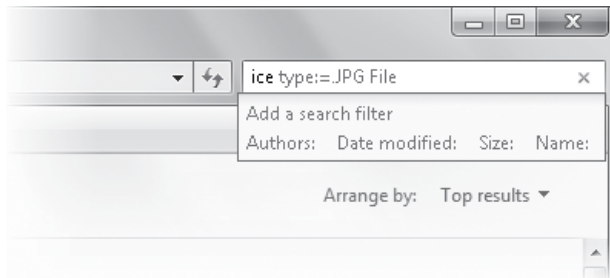 ice type:=.JPG File
Add a search filter
Authors: Date modified: Size: Name:
Arrange by: Top results